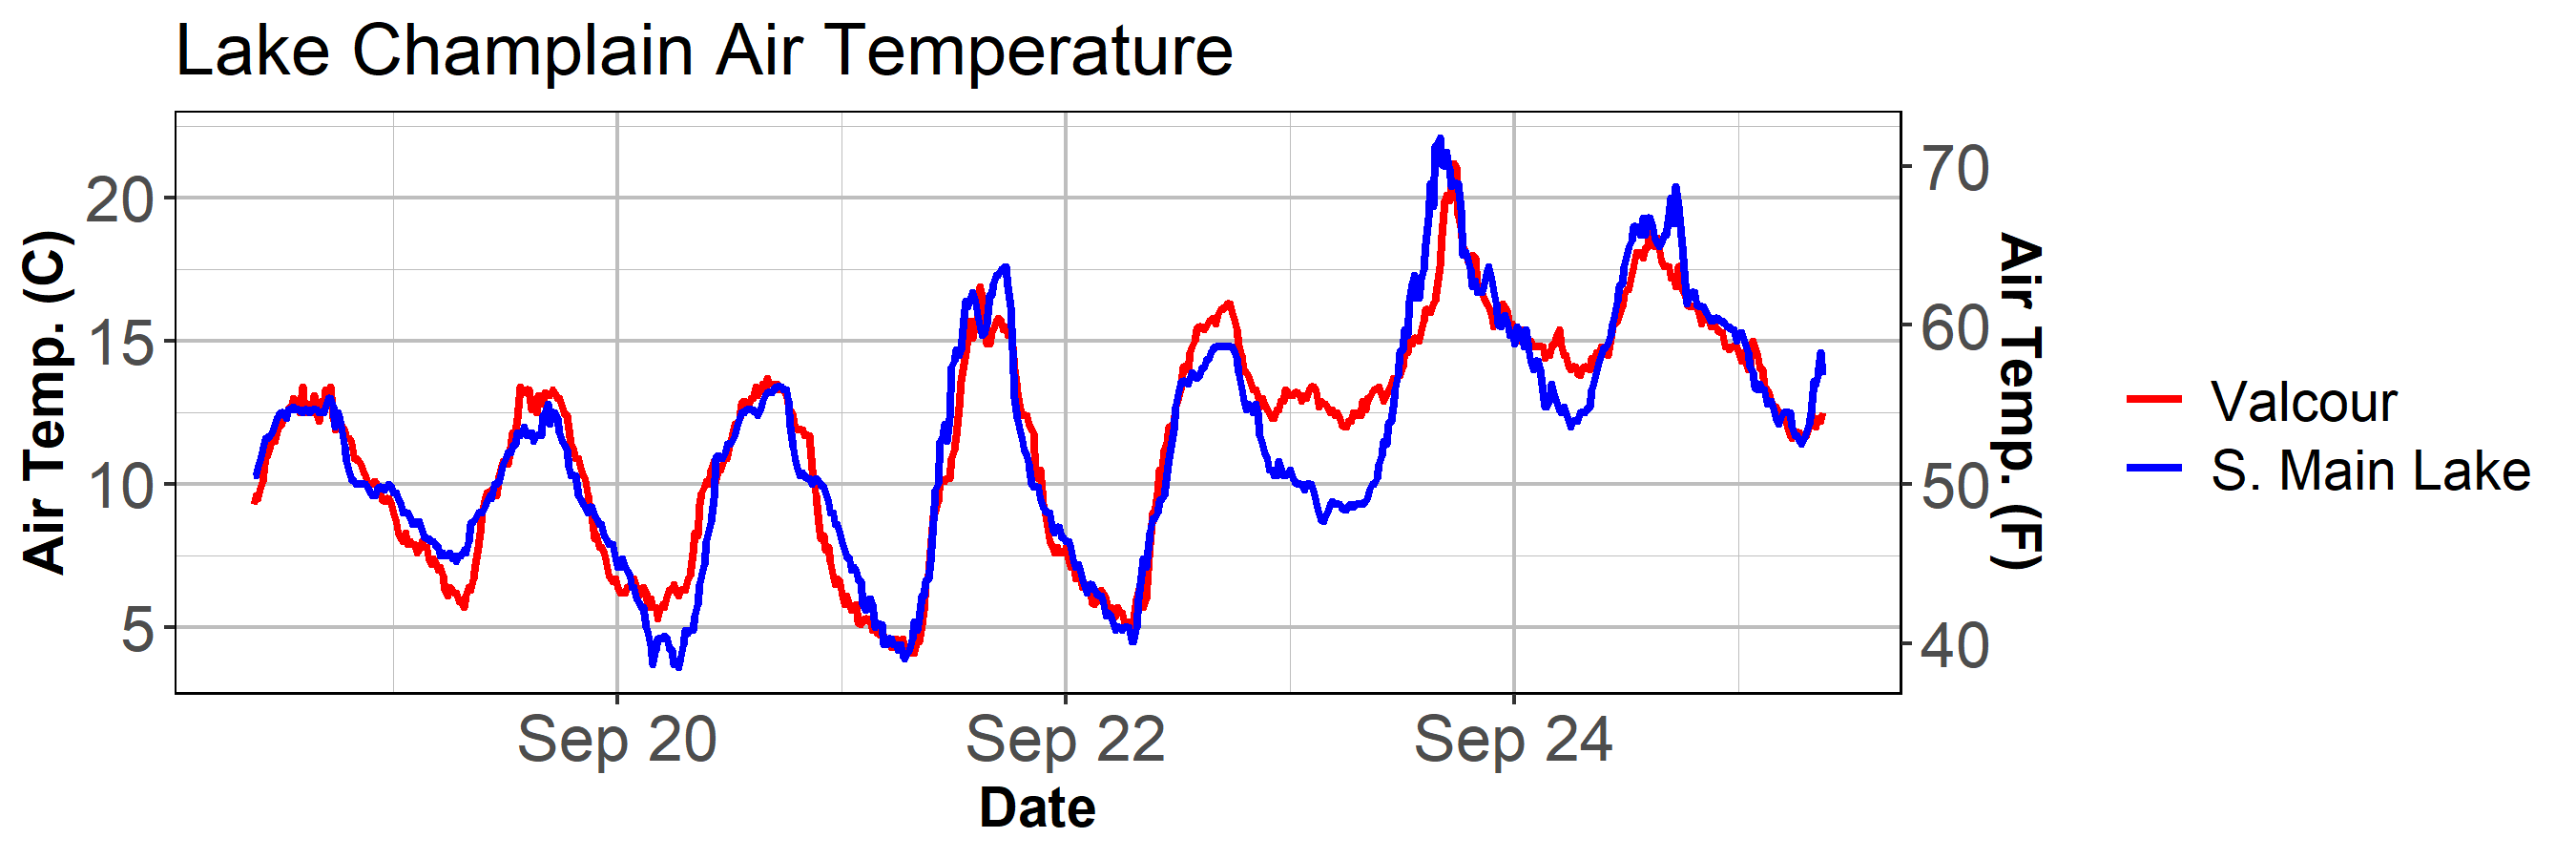 Lake Champlain Air Temperature
Air Temp. (C)
20
15
10
5
70
60
50
40
Air Temp. (F)
Sep 20
Sep 22
Sep 24
Date
Valcour
S. Main Lake